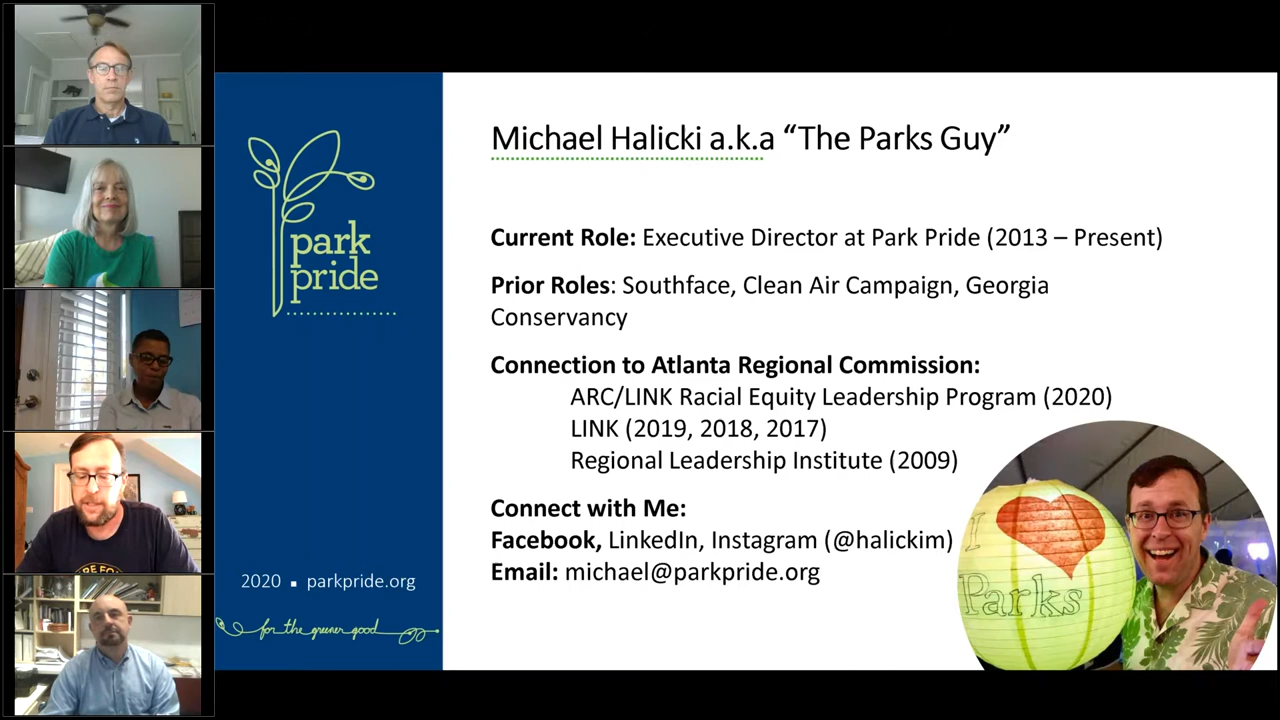 park
pride
2020 ▪ parkpride.org
for the greener good
Michael Halicki a.k.a “The Parks Guy”
Current Role: Executive Director at Park Pride (2013 – Present)
Prior Roles: Southface, Clean Air Campaign, Georgia
Conservancy
Connection to Atlanta Regional Commission:
ARC/LINK Racial Equity Leadership Program (2020)
LINK (2019, 2018, 2017)
Regional Leadership Institute (2009)
Connect with Me:
Facebook, LinkedIn, Instagram (@halickim)
Email: michael@parkpride.org
I
Parks